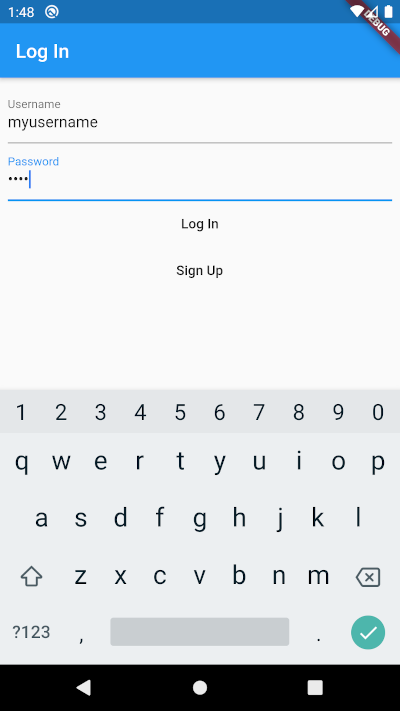 1:48
DEBUG
Log In
Username
myusername
Password
••••
Log In
Sign Up
1 2 3 4 5 6 7 8 9 0
q w e r t y u i o p
a s d f g h j k l
z x c v b n m
?123 , .